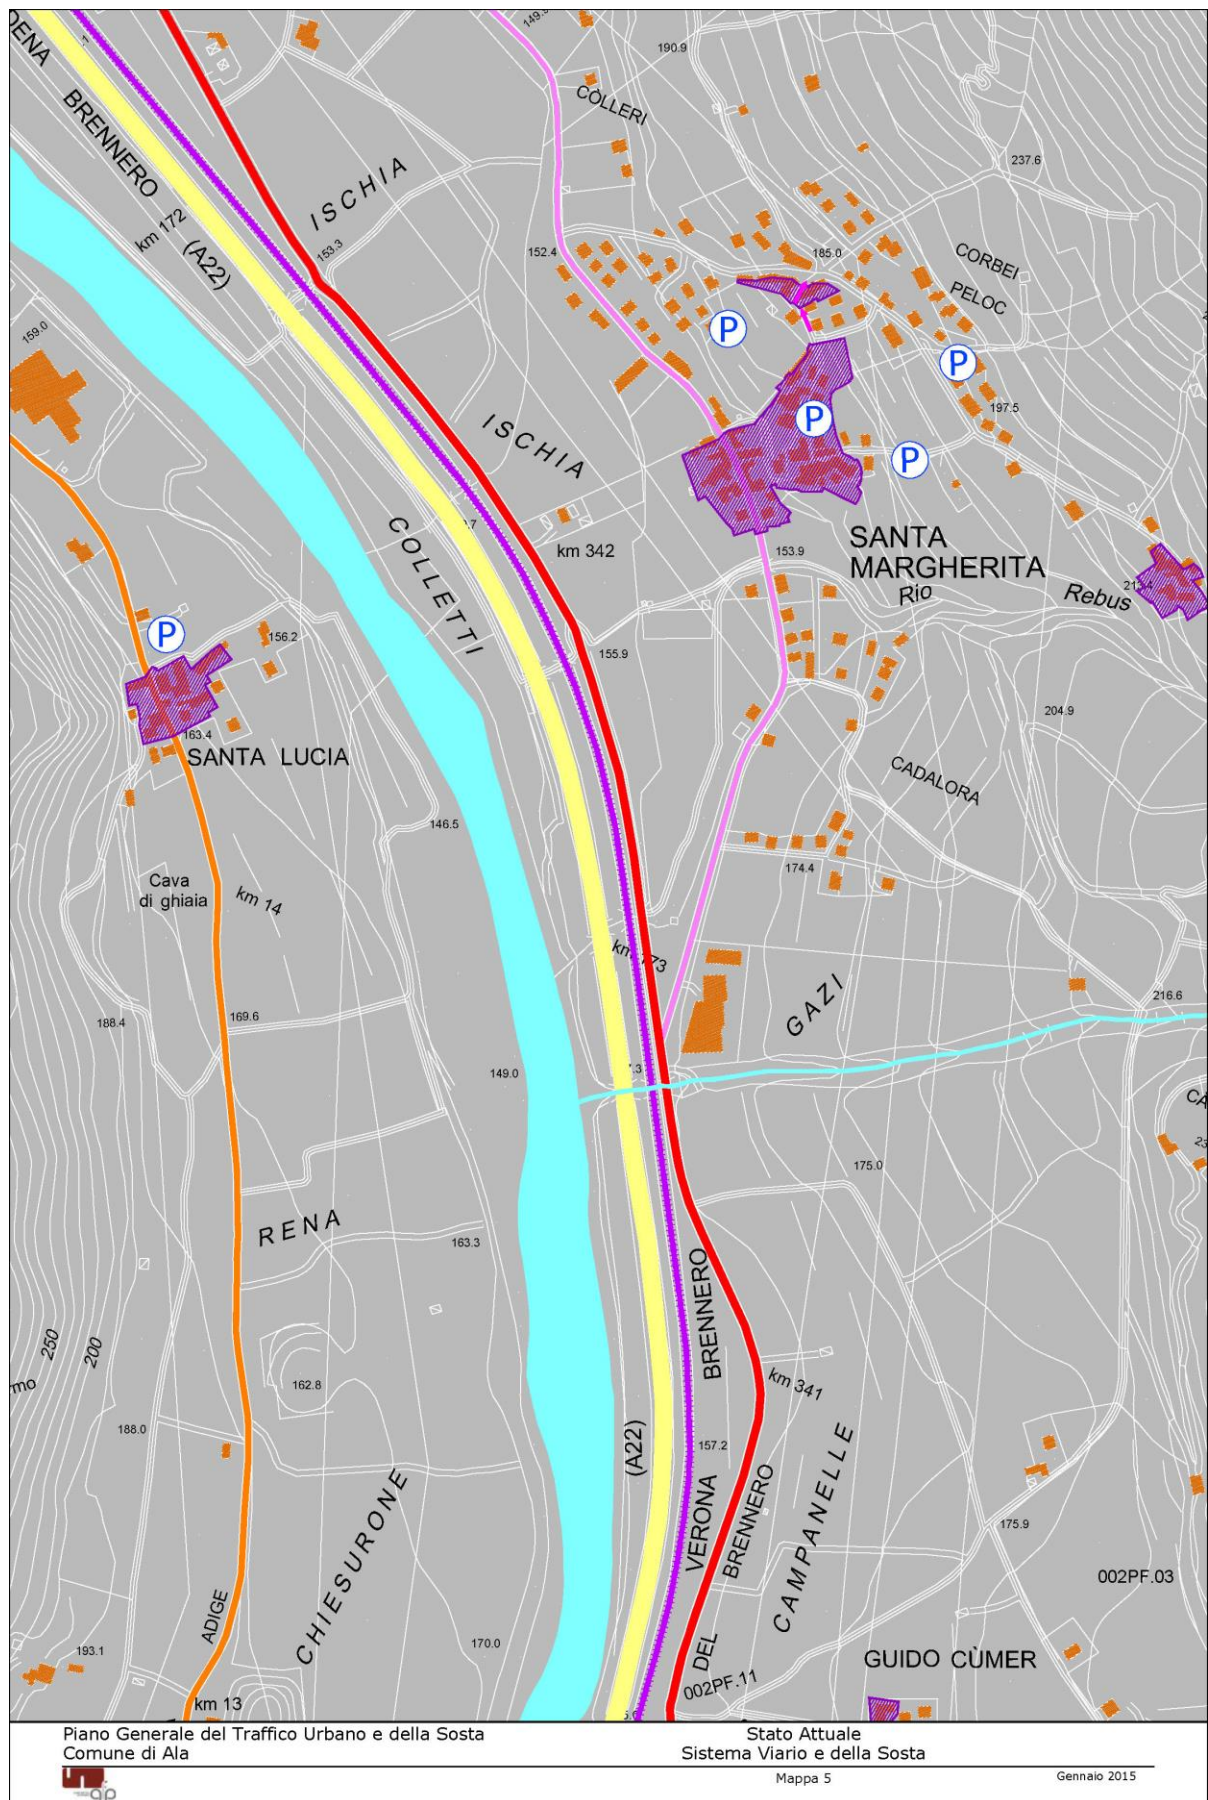 DENA
BRENNERO
km 172
(A22)
ISCHIA
153.3
COLLERI
190.9
237.6
152.4
185.0
CORBEI
PELOC
P
P
P
P
197.5
159.0
ISCHIA
COLLETTI
km 342
SANTA
MARGHERITA
153.9
Rio
Rebus
P
156.2
155.9
163.4
SANTA LUCIA
204.9
CADALORA
146.5
174.4
Cava
di ghiaia
km 14
GAZI
216.6
188.4
169.6
149.0
175.0
RENA
163.3
BRENNERO
250
200
162.8
km 341
188.0
157.2
(A22)
CHIESURONE
VERONA
BRENNERO
CAMPANELLE
175.9
002PF.03
ADIGE
193.1
170.0
DEL
GUIDO CÙMER
002PF.11
km 13
Piano Generale del Traffico Urbano e della Sosta
Comune di Ala
Stato Attuale
Sistema Viario e della Sosta
Mappa 5
Gennaio 2015